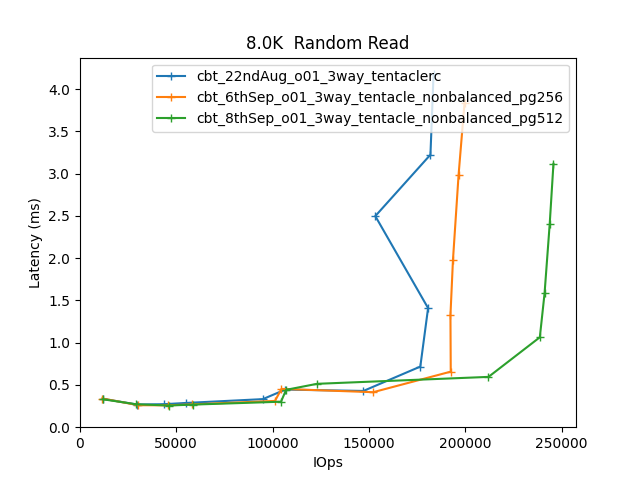 8.0K  Random Read
cbt_22ndAug_o01_3way_tentaclerc
cbt_6thSep_o01_3way_tentacle_nonbalanced_pg256
cbt_8thSep_o01_3way_tentacle_nonbalanced_pg512
Latency (ms)
4.0
3.5
3.0
2.5
2.0
1.5
1.0
0.5
0.0
0 50000 100000 150000 200000 250000
IOps